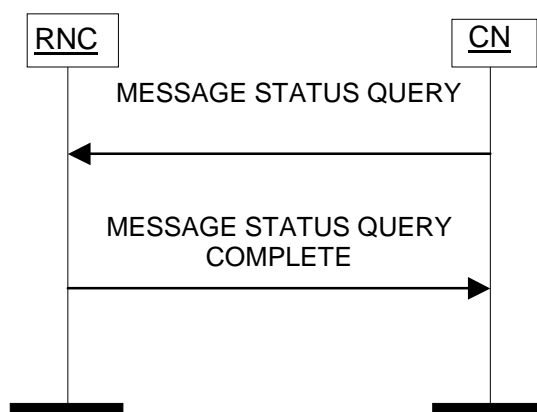 RNC
CN
MESSAGE STATUS QUERY
MESSAGE STATUS QUERY
COMPLETE